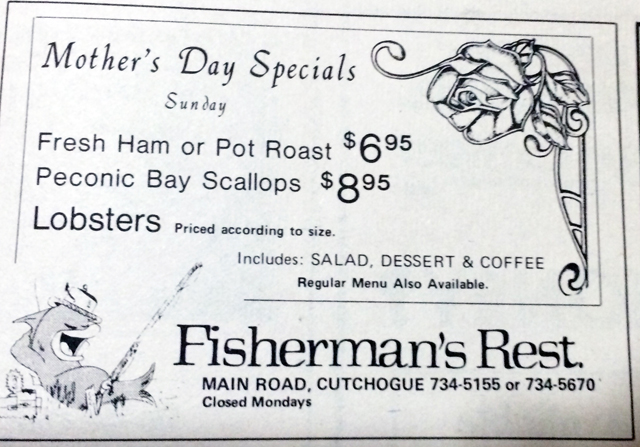 Mother's Day Specials
Sunday
Fresh Ham or Pot Roast $6.95
Peconic Bay Scallops $8.95
Lobsters Priced according to size.
Includes: SALAD, DESSERT & COFFEE
Regular Menu Also Available.
Fisherman's Rest.
MAIN ROAD, CUTCHOGUE 734-5155 or 734-5670
Closed Mondays